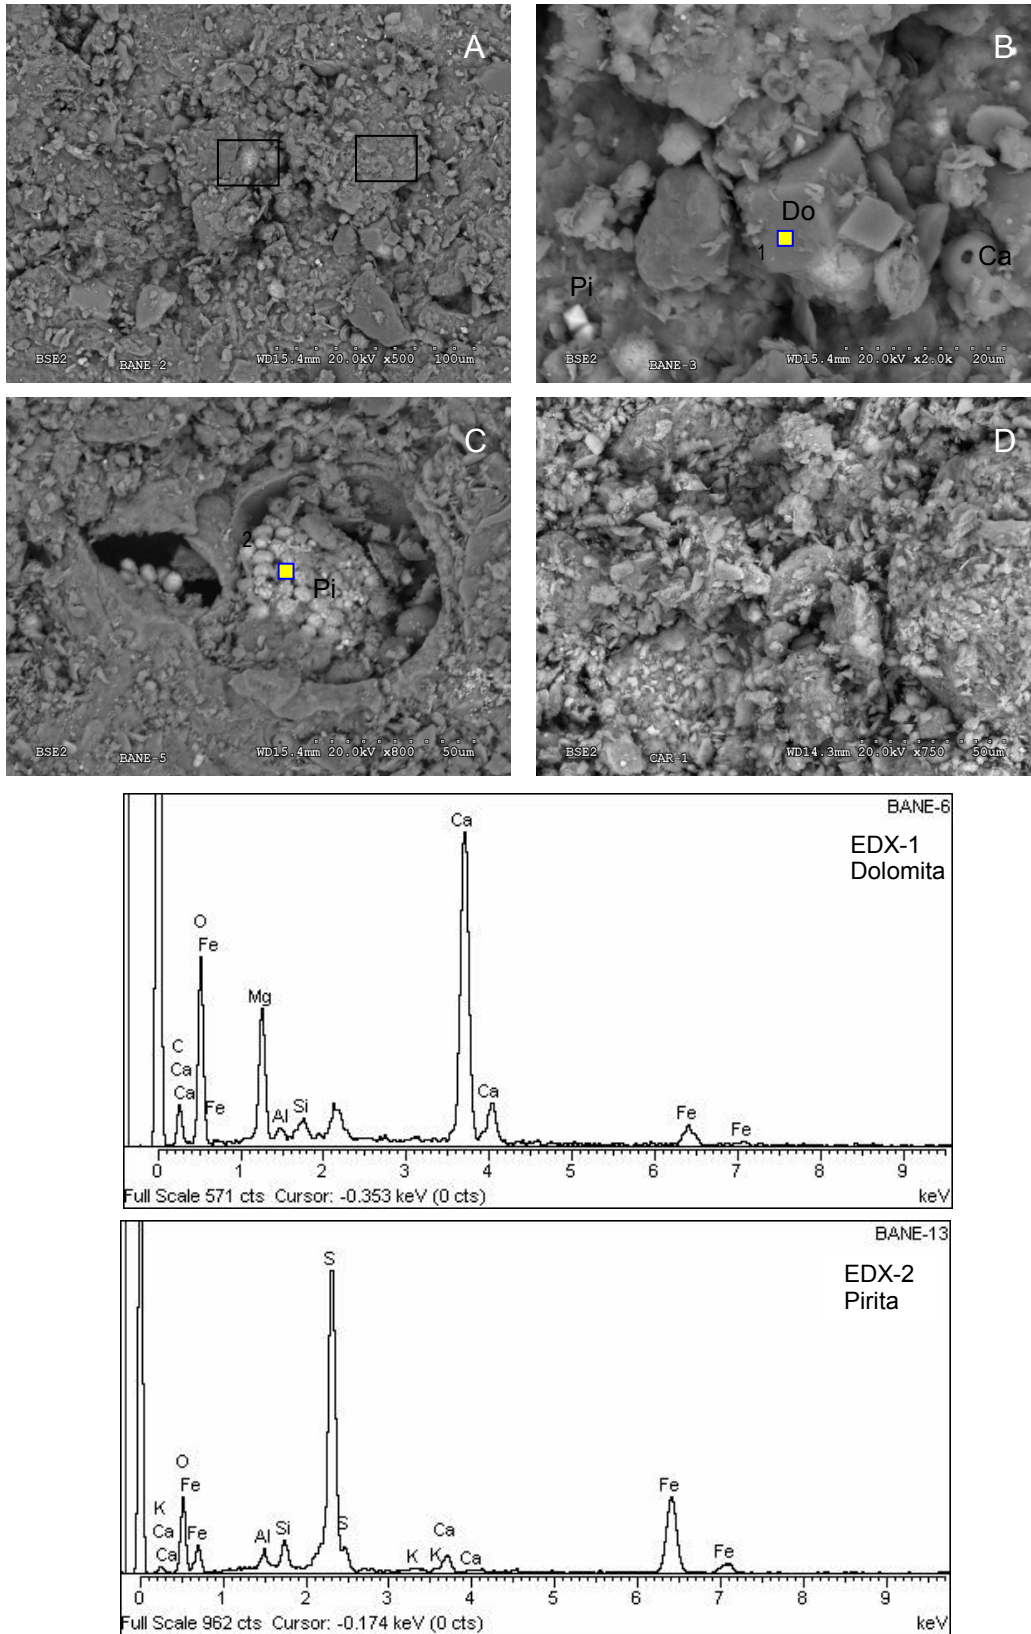 A
BSE2 WD15.4mm 20.0kV x500 100um
BANE-2
B
Do
1
Ca
Pi
BSE2 WD15.4mm 20.0kV x2.0k 20um
BANE-3
C
2
Pi
BSE2 WD15.4mm 20.0kV x800 50um
BANE-5
D
BSE2 WD14.3mm 20.0kV x750 50um
CAR-1
BANE-6
EDX-1
Dolomita
Ca
O
Fe
Mg
C
Ca
Ca
Fe
Al
Si
Ca
Fe
Fe
0 1 2 3 4 5 6 7 8 9
Full Scale 571 cts Cursor: -0.353 keV (0 cts) keV
BANE-13
EDX-2
Pirita
S
O
Fe
K
Ca
Ca
Fe
Al
Si
S
K
K
Ca
Ca
Fe
Fe
0 1 2 3 4 5 6 7 8 9
Full Scale 962 cts Cursor: -0.174 keV (0 cts) keV